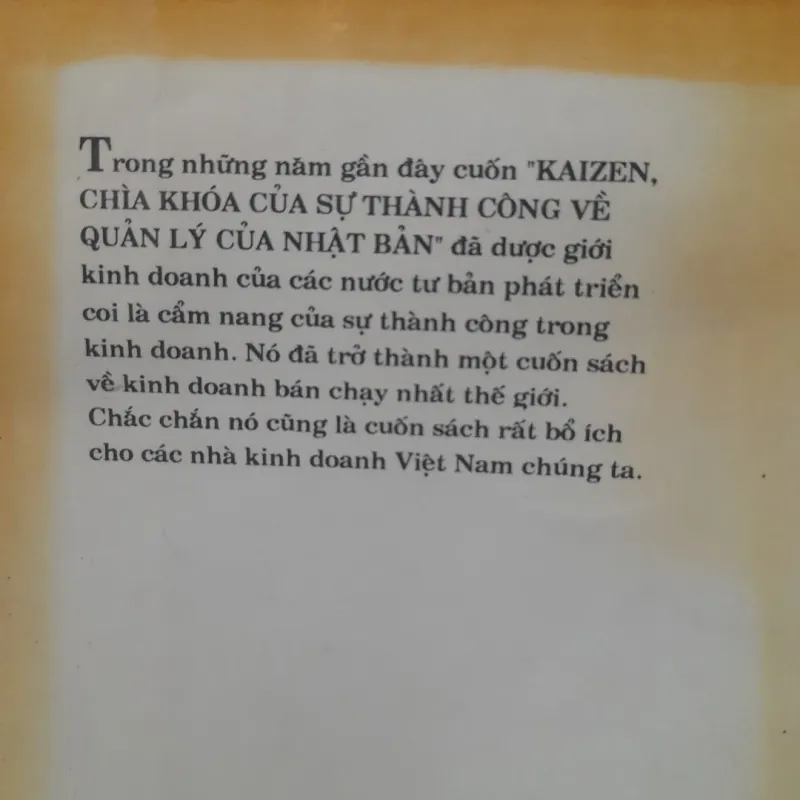 Trong những năm gần đây cuốn "KAIZEN,
CHÌA KHÓA CỦA SỰ THÀNH CÔNG VỀ
QUẢN LÝ CỦA NHẬT BẢN" đã dược giới
kinh doanh của các nước tư bản phát triển
coi là cẩm nang của sự thành công trong
kinh doanh. Nó đã trở thành một cuốn sách
về kinh doanh bán chạy nhất thế giới.
Chắc chắn nó cũng là cuốn sách rất bổ ích
cho các nhà kinh doanh Việt Nam chúng ta.